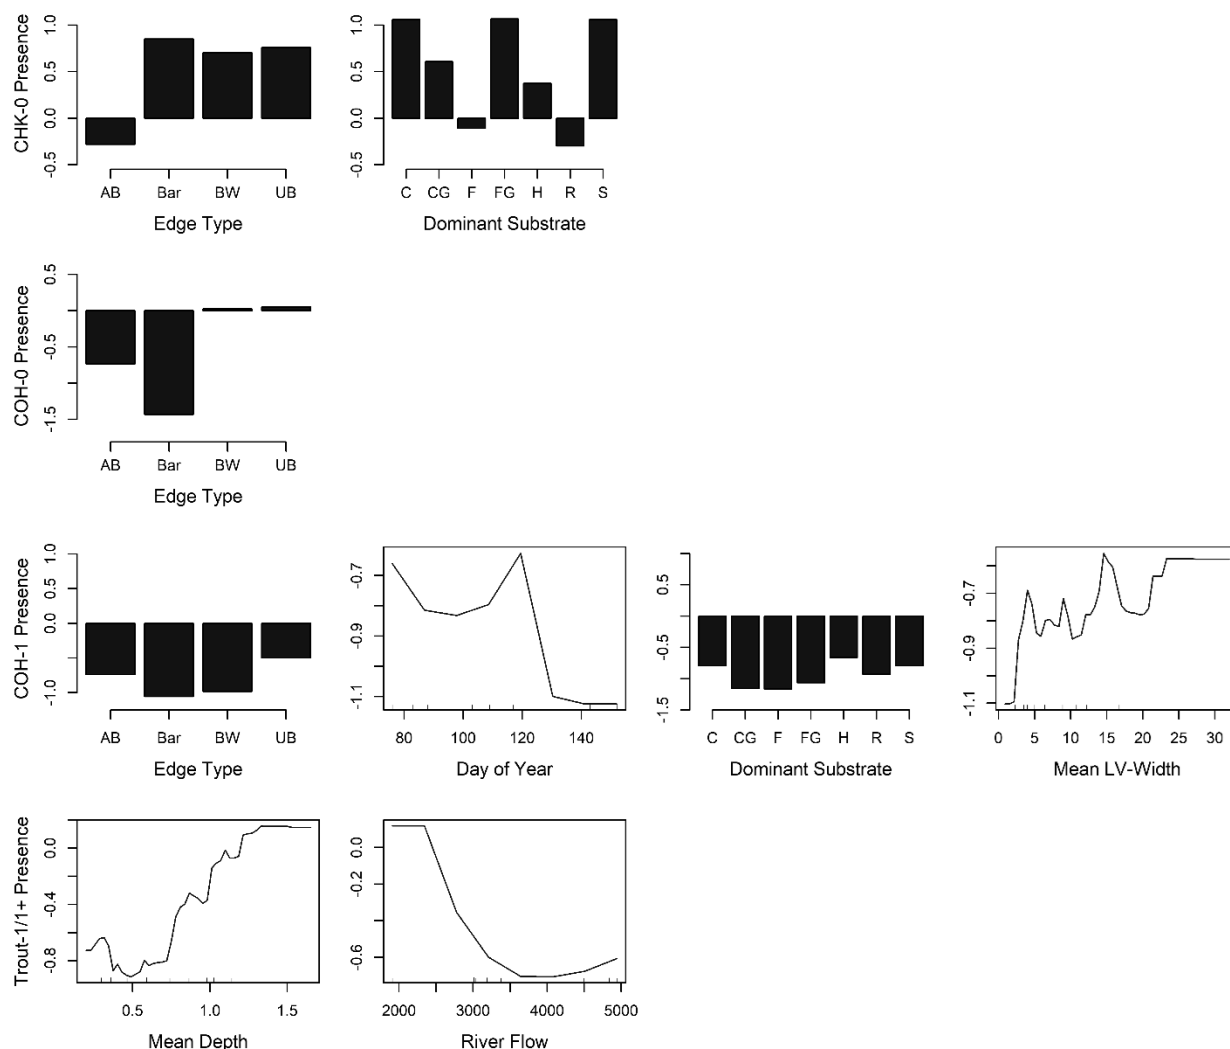 CHK-0 Presence
1.0
0.5
0.0
-0.5
AB Bar BW UB
Edge Type
1.0
0.5
0.0
-0.5
C CG F FG H R S
Dominant Substrate
COH-0 Presence
0.5
-0.5
-1.5
AB Bar BW UB
Edge Type
COH-1 Presence
1.0
0.0
-1.0
AB Bar BW UB
Edge Type
-0.7
-0.9
-1.1
80 100 120 140
Day of Year
0.5
-0.5
-1.5
C CG F FG H R S
Dominant Substrate
-0.7
-0.9
-1.1
0 5 10 15 20 25 30
Mean LV-Width
Trout-1/1+ Presence
0.0
-0.4
-0.8
0.5 1.0 1.5
Mean Depth
0.0
-0.2
-0.6
2000 3000 4000 5000
River Flow